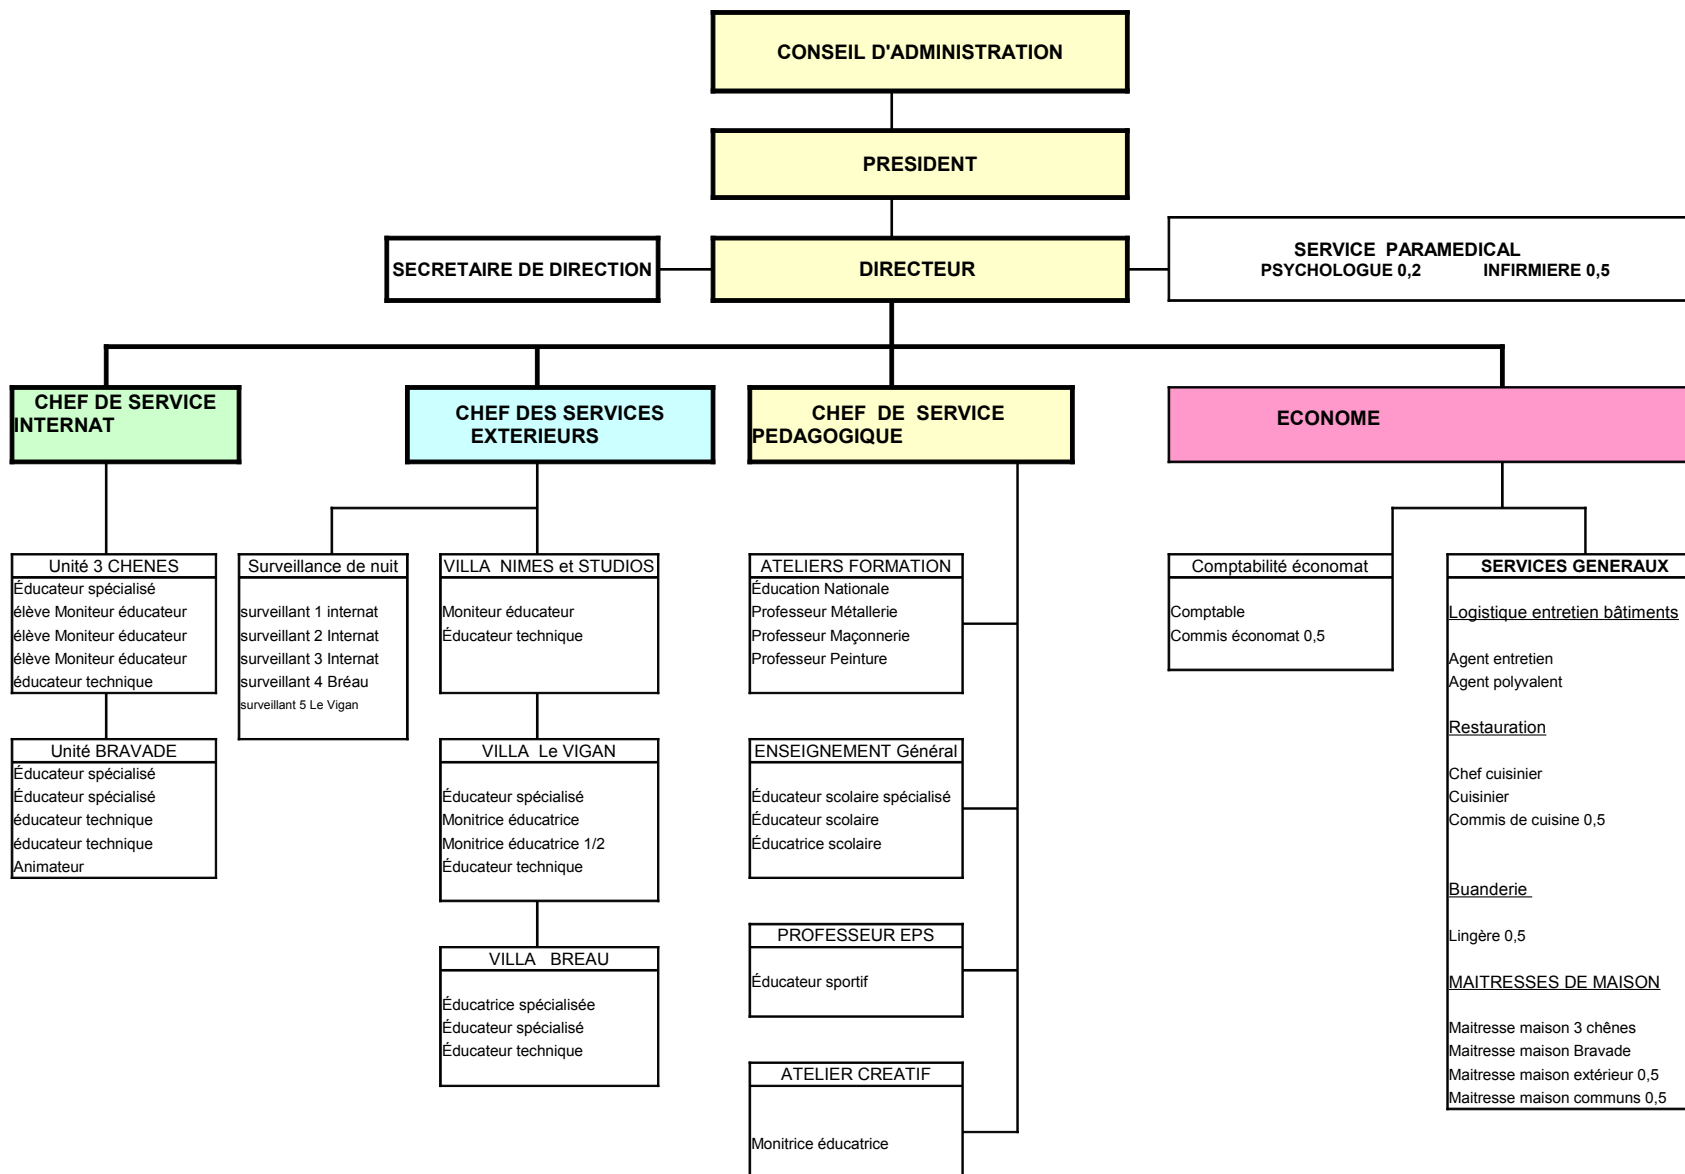 CONSEIL D'ADMINISTRATION
PRESIDENT
SECRETAIRE DE DIRECTION
DIRECTEUR
SERVICE PARAMEDICAL
PSYCHOLOGUE 0,2 INFIRMIERE 0,5
CHEF DE SERVICE
INTERNAT
CHEF DES SERVICES
EXTERIEURS
CHEF DE SERVICE
PEDAGOGIQUE
ECONOME
Unité 3 CHENES
Éducateur spécialisé
élève Moniteur éducateur
élève Moniteur éducateur
élève Moniteur éducateur
éducateur technique
Unité BRAVADE
Éducateur spécialisé
Éducateur spécialisé
éducateur technique
éducateur technique
Animateur
Surveillance de nuit
surveillant 1 internat
surveillant 2 Internat
surveillant 3 Internat
surveillant 4 Bréau
surveillant 5 Le Vigan
VILLA NIMES et STUDIOS
Moniteur éducateur
Éducateur technique
VILLA Le VIGAN
Éducateur spécialisé
Monitrice éducatrice
Monitrice éducatrice 1/2
Éducateur technique
VILLA BREAU
Éducatrice spécialisée
Éducateur spécialisé
Éducateur technique
ATELIERS FORMATION
Éducation Nationale
Professeur Métallerie
Professeur Maçonnerie
Professeur Peinture
ENSEIGNEMENT Général
Éducateur scolaire spécialisé
Éducateur scolaire
Éducatrice scolaire
PROFESSEUR EPS
Éducateur sportif
ATELIER CREATIF
Monitrice éducatrice
Comptabilité économat
Comptable
Commis économat 0,5
SERVICES GENERAUX
Logistique entretien bâtiments
Agent entretien
Agent polyvalent
Restauration
Chef cuisinier
Cuisinier
Commis de cuisine 0,5
Buanderie
Lingère 0,5
MAITRESSES DE MAISON
Maitresse maison 3 chênes
Maitresse maison Bravade
Maitresse maison extérieur 0,5
Maitresse maison communs 0,5